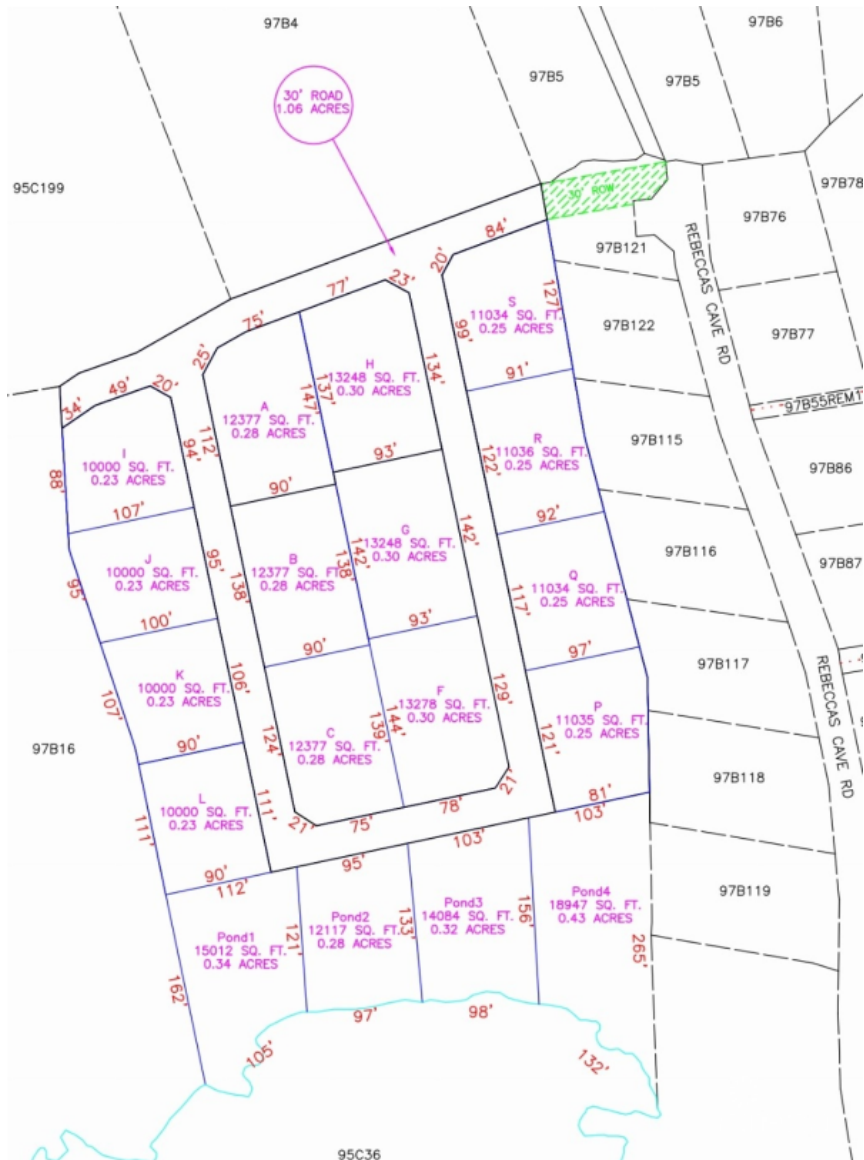 97B4
97B6
97B5
97B5
30' ROAD
1.06 ACRES
95C199
97B78
30' ROW
97B76
84'
97B121
REBECCAS CAVE RD
20'
23'
77'
127'
S
11034 SQ. FT.
0.25 ACRES
75'
99'
97B122
97B77
25'
137'
147'
H
13248 SQ. FT.
0.30 ACRES
134'
91'
49'
20'
34'
A
12377 SQ. FT.
0.28 ACRES
97B55REM1
112'
94'
I
10000 SQ. FT.
0.23 ACRES
88'
R
11036 SQ. FT.
0.25 ACRES
122'
97B115
97B86
93'
90'
107'
92'
G
13248 SQ. FT.
0.30 ACRES
142'
142'
138'
95'
J
10000 SQ. FT.
0.23 ACRES
B
12377 SQ. FT.
0.28 ACRES
138'
97B116
97B87
95'
Q
11034 SQ. FT.
0.25 ACRES
117'
93'
100'
90'
97'
97B117
REBECCAS CAVE RD
K
10000 SQ. FT.
0.23 ACRES
106'
107'
F
13278 SQ. FT.
0.30 ACRES
129'
144'
139'
P
11035 SQ. FT.
0.25 ACRES
121'
C
12377 SQ. FT.
0.28 ACRES
124'
97B16
90'
97B118
21'
81'
L
10000 SQ. FT.
0.23 ACRES
111'
111'
78'
75'
21'
103'
103'
95'
90'
112'
97B119
Pond4
18947 SQ. FT.
0.43 ACRES
Pond3
14084 SQ. FT.
0.32 ACRES
Pond2
12117 SQ. FT.
0.28 ACRES
Pond1
15012 SQ. FT.
0.34 ACRES
121'
133'
156'
265'
162'
97'
98'
105'
132'
95C36